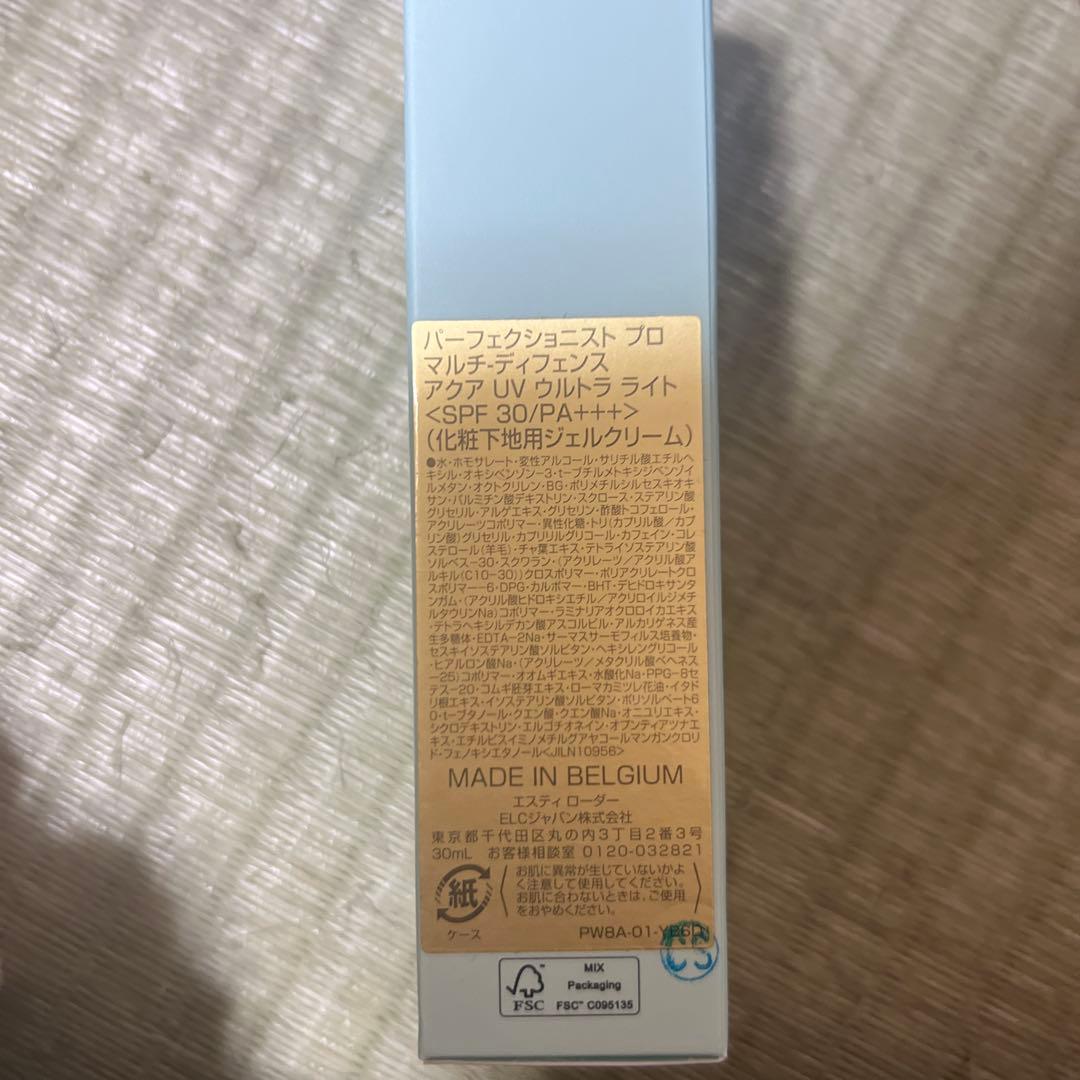 パーフェクショニスト プロ
マルチ-ディフェンス
アクア UV ウルトラ ライト
<SPF 30/PA+++>
(化粧下地用ジェルクリーム)
●水・ホモサレート・変性アルコール・サリチル酸エチルヘ
キシル・オキシベンゾン-3・t-ブチルメトキシジベンゾイ
ルメタン・オクトクリレン・BG・ポリメチルシルセスキオキ
サン・パルミチン酸デキストリン・スクロース・ステアリン酸
グリセリル・アルゲエキス・グリセリン・酢酸トコフェロール・
アクリレーツコポリマー・異性化糖・トリ(カプリル酸/カプ
リン酸)グリセリル・カプリリルグリコール・カフェイン・コレ
ステロール(羊毛)・チャ葉エキス・テトライソステアリン酸
ソルベス-30・スクワラン・(アクリレーツ/アクリル酸ア
ルキル(C10-30))クロスポリマー・ポリアクリレートクロ
スポリマー-6・DPG・カルボマー・BHT・デヒドロキサンタ
ンガム・(アクリル酸ヒドロキシエチル/アクリロイルジメチ
ルタウリンNa)コポリマー・ラミナリアオクロロイカエキス
・テトラヘキシルデカン酸アスコルビル・アルカリゲネス産
生多糖体・EDTA-2Na・サーマスサーモフィルス培養物・
セスキイソステアリン酸ソルビタン・ヘキシレングリコール
・ヒアルロン酸Na・(アクリレーツ/メタクリル酸ベヘネス
-25)コポリマー・オオムギエキス・水酸化Na・PPG-8セ
テス-20・コムギ胚芽エキス・ローマカミツレ花油・イタド
リ根エキス・イソステアリン酸ソルビタン・ポリソルベート6
0・t-ブタノール・クエン酸・クエン酸Na・オニユリエキス・
シクロデキストリン・エルゴチオネイン・オプンティアツナエ
キス・エチルビスイミノメチルグアヤコールマンガンクロリ
ド・フェノキシエタノール<JILN10956>
MADE IN BELGIUM
エスティ ローダー
ELCジャパン株式会社
東京都千代田区丸の内3丁目2番3号
30mL お客様相談室 0120-032821
紙
ケース
お肌に異常が生じていないかよ
く注意して使用してください。
お肌に合わないときは、ご使用
をおやめください。
PW8A-01-
CS
FSC
MIX
Packaging
FSC™ C095135